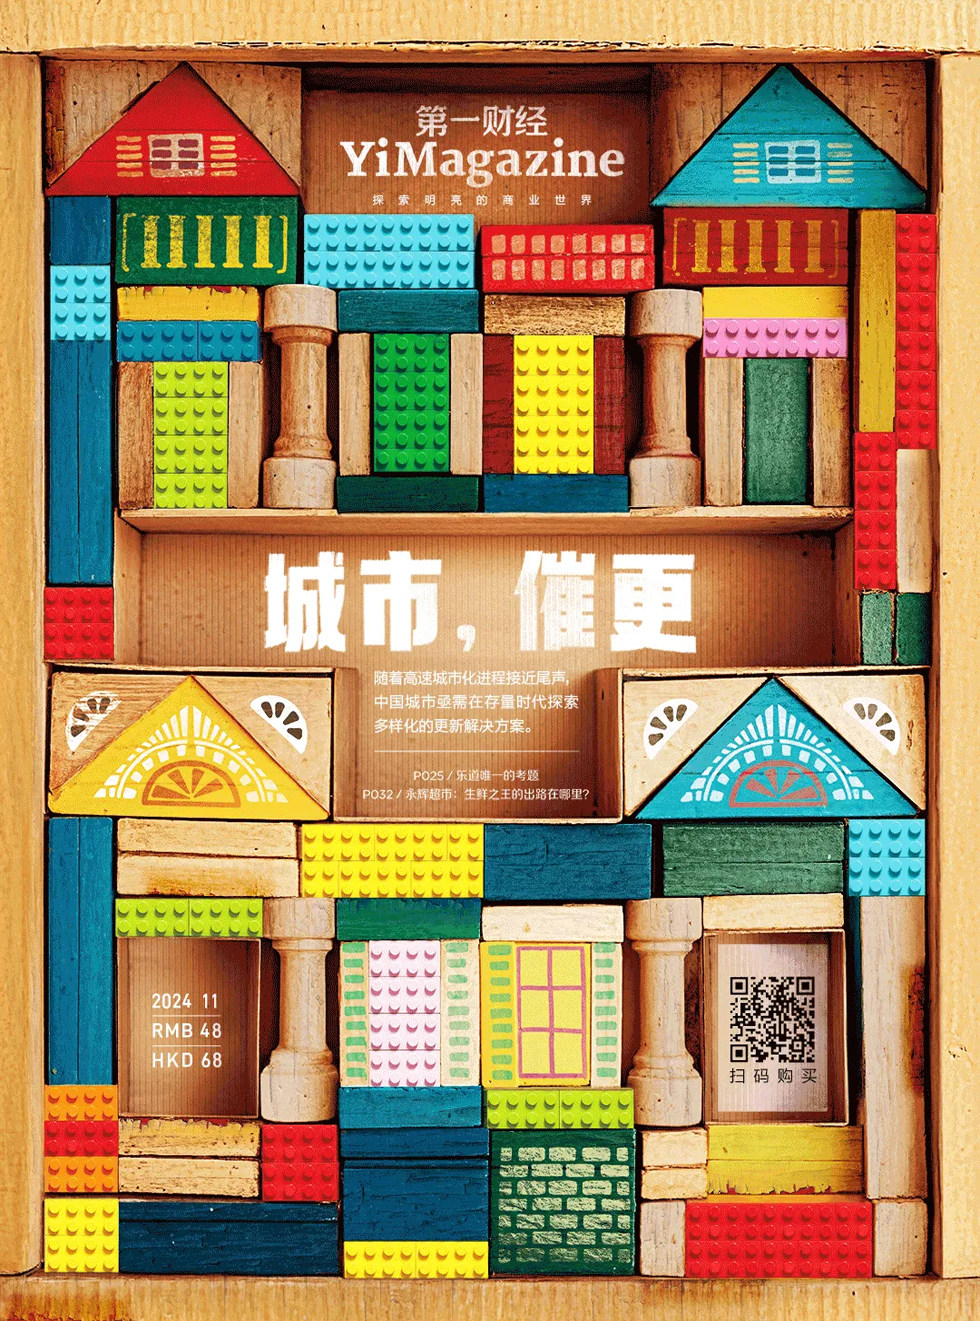 第一财经
YiMagazine
探索明亮的商业世界
城市，催更
随着高速城市化进程接近尾声，
中国城市亟需在存量时代探索
多样化的更新解决方案。
P025 / 乐道唯一的考题
P032 / 永辉超市：生鲜之王的出路在哪里？
2024 11
RMB 48
HKD 68
扫码购买